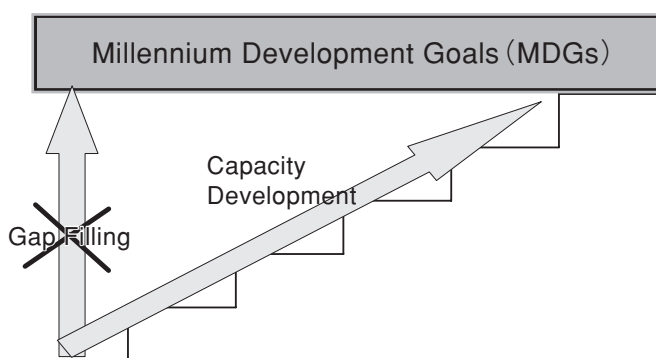 Millennium Development Goals（MDGs）
Capacity
Development
Gap Filling